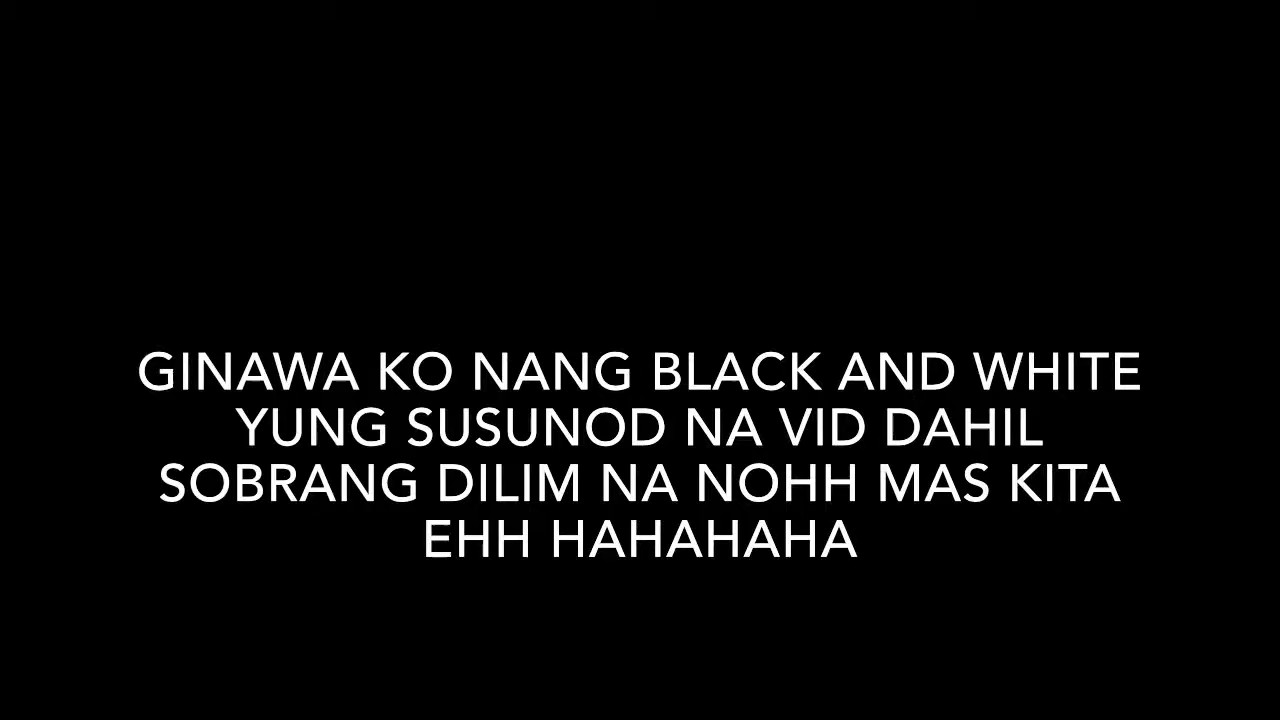 GINAWA KO NANG BLACK AND WHITE
YUNG SUSUNOD NA VID DAHIL
SOBRANG DILIM NA NOHH MAS KITA
EHH HAHAHAHA